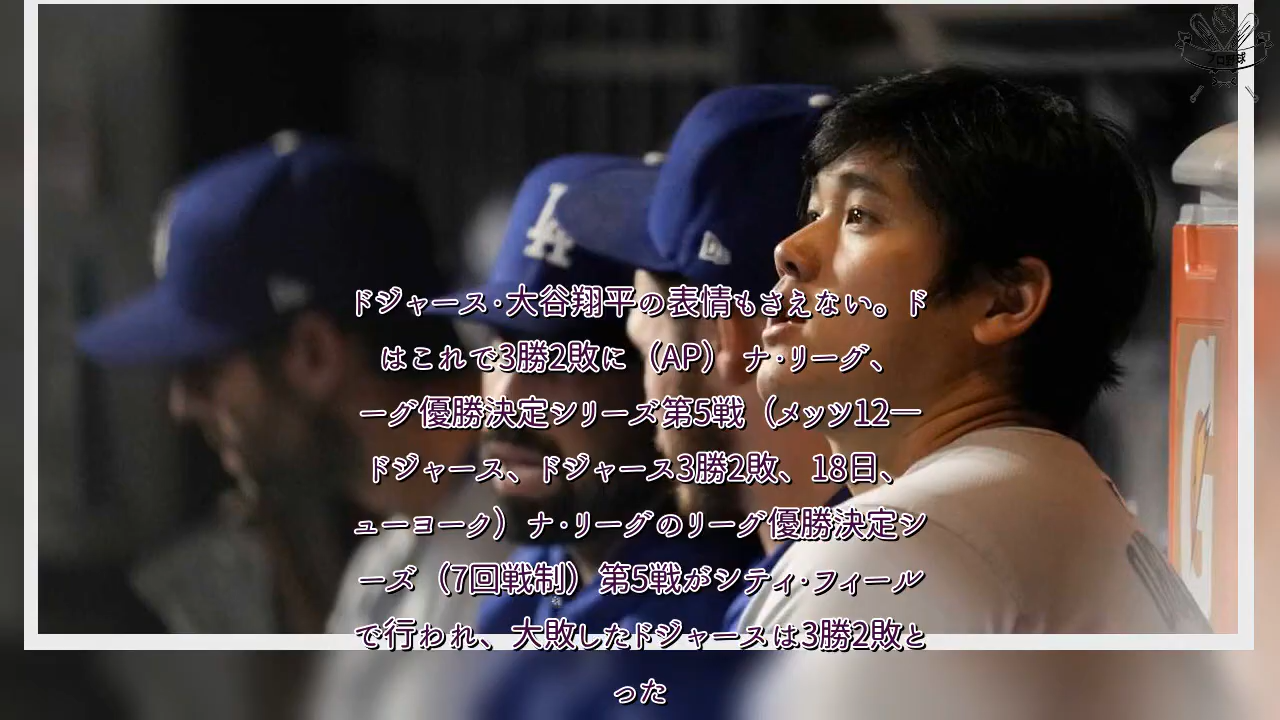 プロ野球
LA
ドジャース·大谷翔平の表情もさえない。ド
はこれで3勝2敗に（AP） ナ·リーグ、
ーグ優勝決定シリーズ第5戦（メッツ12―
ドジャース、ドジャース3勝2敗、18日、
ューヨーク）ナ·リーグのリーグ優勝決定シ
ーズ（7回戦制）第5戦がシティ·フィール
で行われ、大敗したドジャースは3勝2敗と
った
G